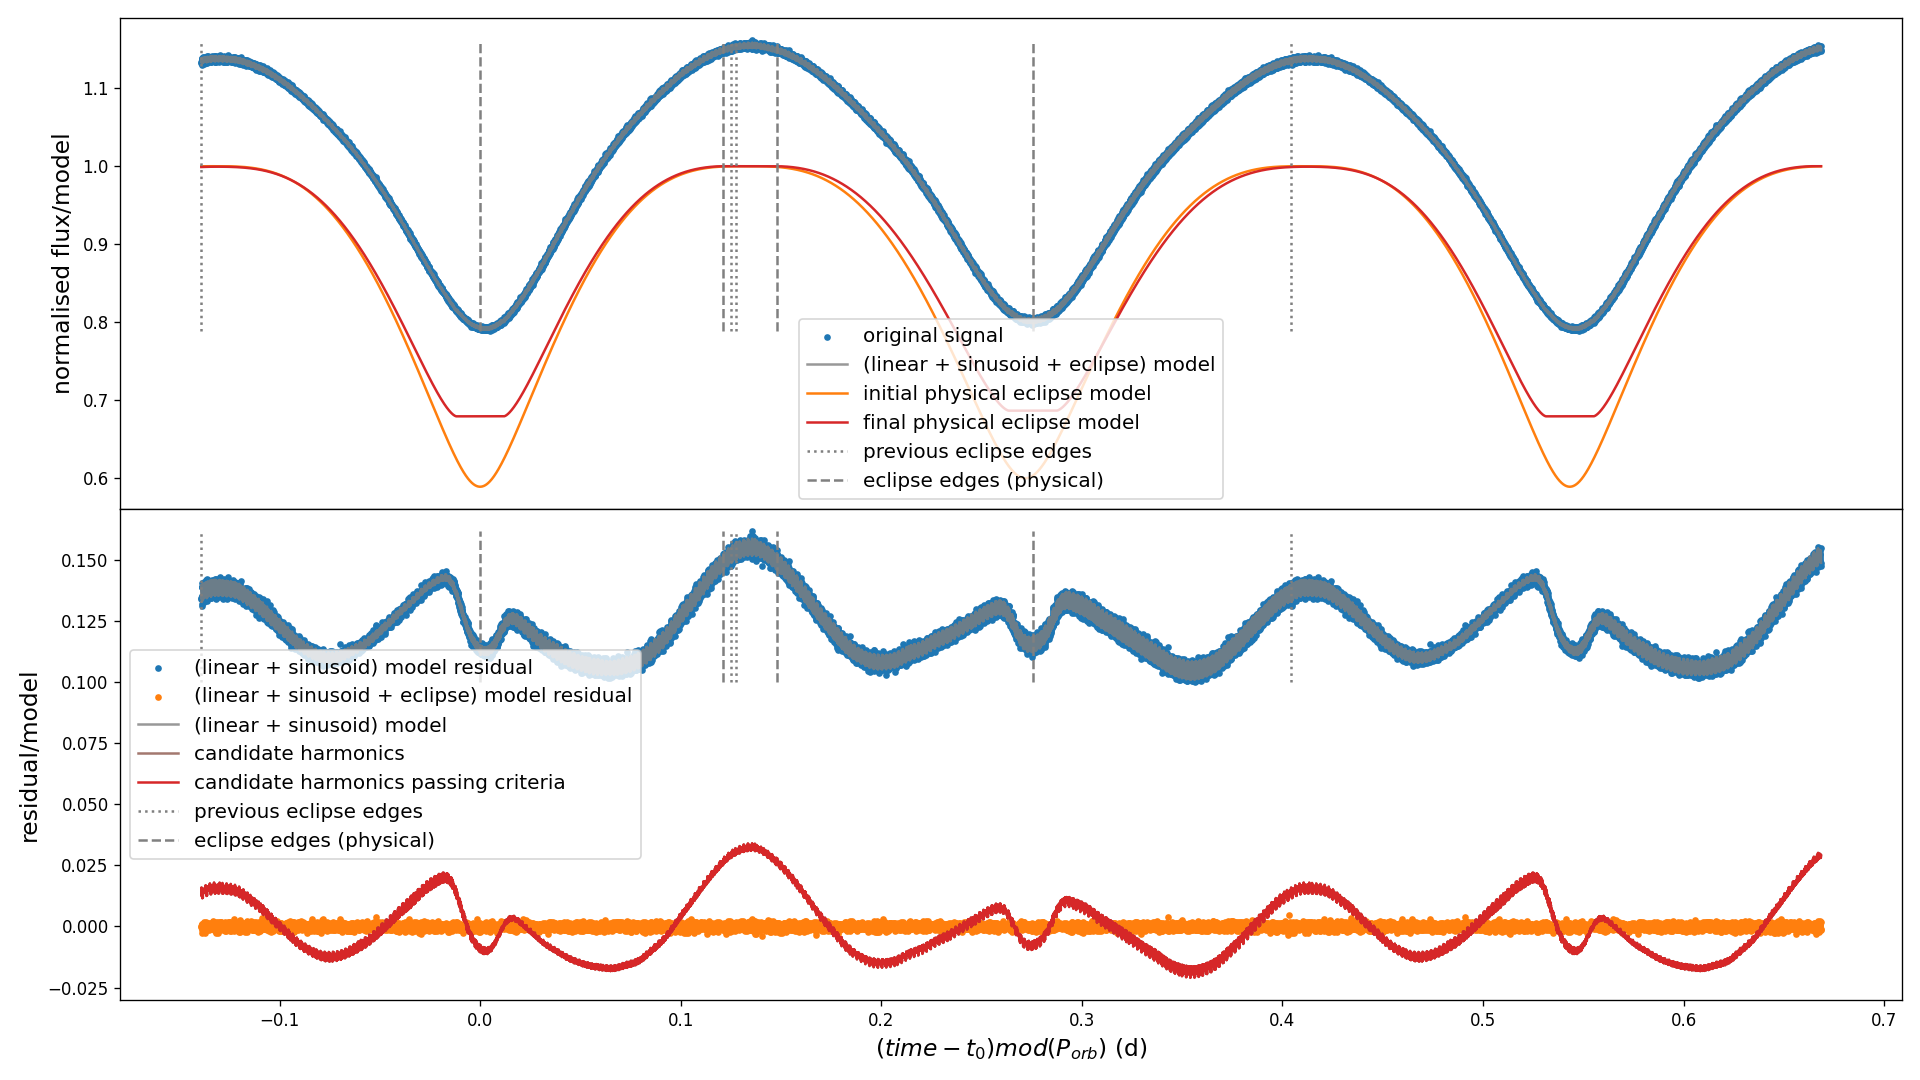 normalised flux/model
1.1
1.0
0.9
0.8
0.7
0.6
original signal
(linear + sinusoid + eclipse) model
initial physical eclipse model
final physical eclipse model
previous eclipse edges
eclipse edges (physical)
residual/model
0.150
0.125
0.100
0.075
0.050
0.025
0.000
−0.025
(linear + sinusoid) model residual
(linear + sinusoid + eclipse) model residual
(linear + sinusoid) model
candidate harmonics
candidate harmonics passing criteria
previous eclipse edges
eclipse edges (physical)
−0.1 0.0 0.1 0.2 0.3 0.4 0.5 0.6 0.7
(time − t₀)mod(Pₒᵣb) (d)